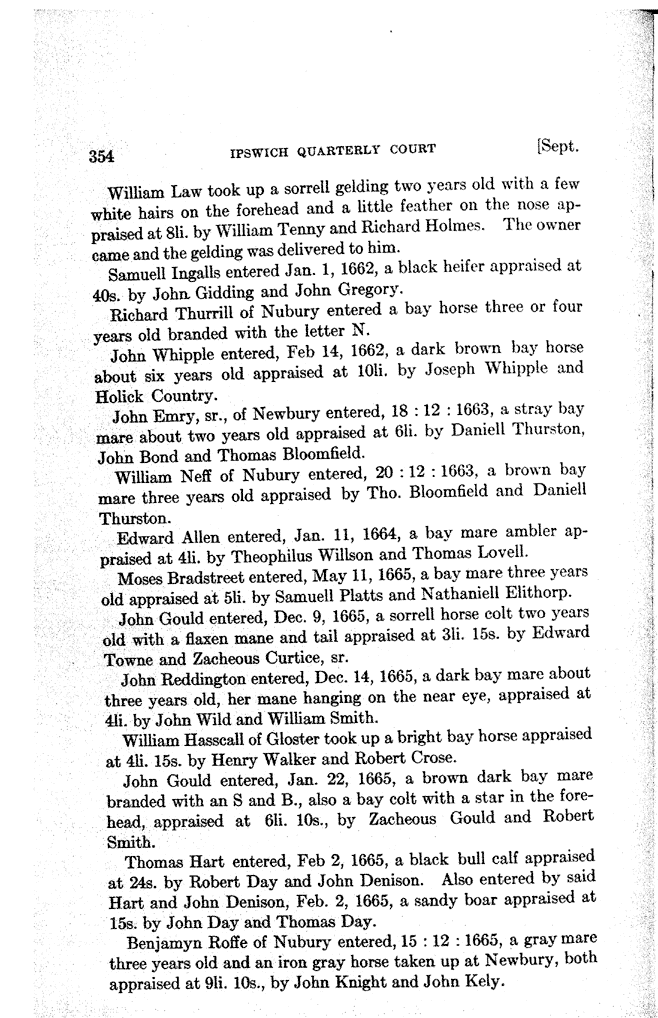 354 IPSWICH QUARTERLY COURT [Sept.
William Law took up a sorrell gelding two years old with a few
white hairs on the forehead and a little feather on the nose ap-
praised at 8li. by William Tenny and Richard Holmes. The owner
came and the gelding was delivered to him.
Samuell Ingalls entered Jan. 1, 1662, a black heifer appraised at
40s. by John Gidding and John Gregory.
Richard Thurrill of Nubury entered a bay horse three or four
years old branded with the letter N.
John Whipple entered, Feb 14, 1662, a dark brown bay horse
about six years old appraised at 10li. by Joseph Whipple and
Holick Country.
John Emry, sr., of Newbury entered, 18 : 12 : 1663, a stray bay
mare about two years old appraised at 6li. by Daniell Thurston,
John Bond and Thomas Bloomfield.
William Neff of Nubury entered, 20 : 12 : 1663, a brown bay
mare three years old appraised by Tho. Bloomfield and Daniell
Thurston.
Edward Allen entered, Jan. 11, 1664, a bay mare ambler ap-
praised at 4li. by Theophilus Willson and Thomas Lovell.
Moses Bradstreet entered, May 11, 1665, a bay mare three years
old appraised at 5li. by Samuell Platts and Nathaniell Elithorp.
John Gould entered, Dec. 9, 1665, a sorrell horse colt two years
old with a flaxen mane and tail appraised at 3li. 15s. by Edward
Towne and Zacheous Curtice, sr.
John Reddington entered, Dec. 14, 1665, a dark bay mare about
three years old, her mane hanging on the near eye, appraised at
4li. by John Wild and William Smith.
William Hasscall of Gloster took up a bright bay horse appraised
at 4li. 15s. by Henry Walker and Robert Crose.
John Gould entered, Jan. 22, 1665, a brown dark bay mare
branded with an S and B., also a bay colt with a star in the fore-
head, appraised at 6li. 10s., by Zacheous Gould and Robert
Smith.
Thomas Hart entered, Feb 2, 1665, a black bull calf appraised
at 24s. by Robert Day and John Denison. Also entered by said
Hart and John Denison, Feb. 2, 1665, a sandy boar appraised at
15s. by John Day and Thomas Day.
Benjamyn Roffe of Nubury entered, 15 : 12 : 1665, a gray mare
three years old and an iron gray horse taken up at Newbury, both
appraised at 9li. 10s., by John Knight and John Kely.